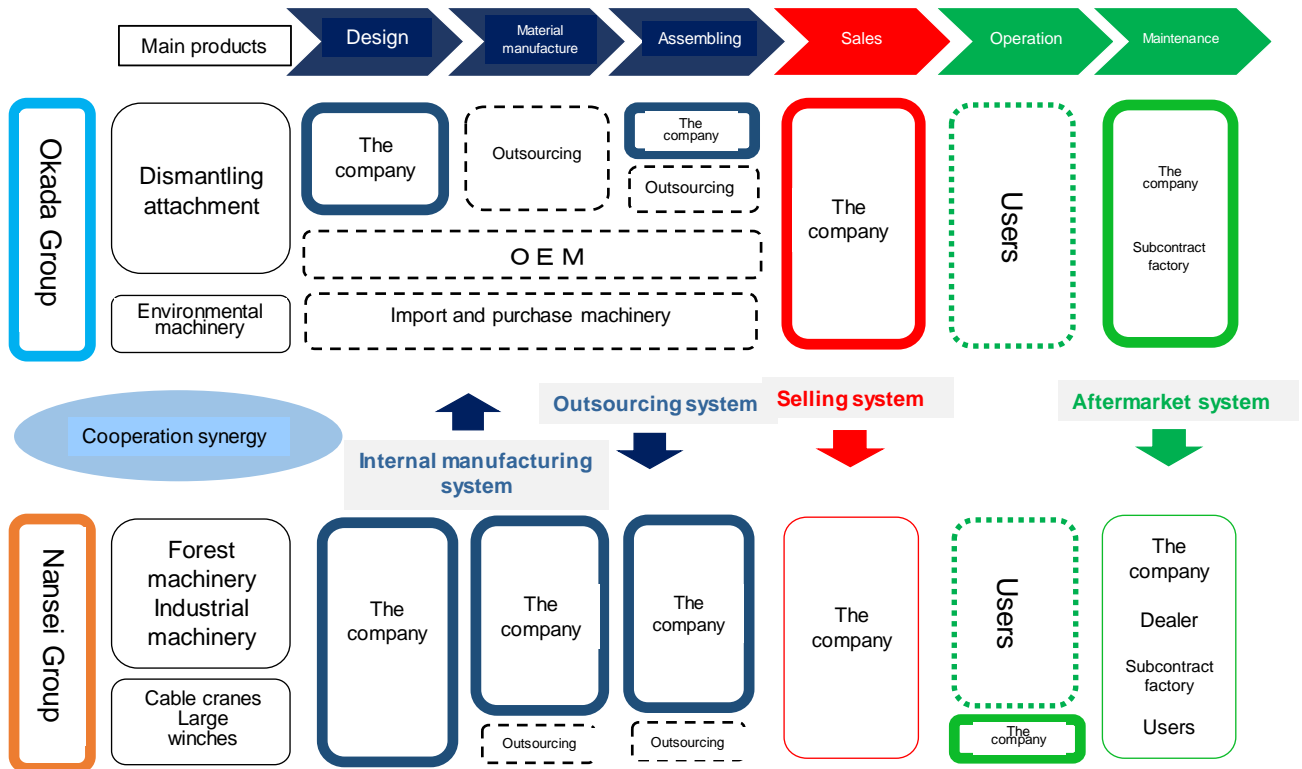 Main products
Design
Material
manufacture
Assembling
Sales
Operation
Maintenance
Okada Group
Dismantling
attachment
The
company
Outsourcing
The
company
Outsourcing
The
company
Users
The
company
Subcontract
factory
OEM
Environmental
machinery
Import and purchase machinery
Cooperation synergy
Internal manufacturing
system
Outsourcing system
Selling system
Aftermarket system
Nansei Group
Forest
machinery
Industrial
machinery
Cable cranes
Large
winches
The
company
The
company
Outsourcing
The
company
Outsourcing
The
company
Users
The
company
The
company
Dealer
Subcontract
factory
Users